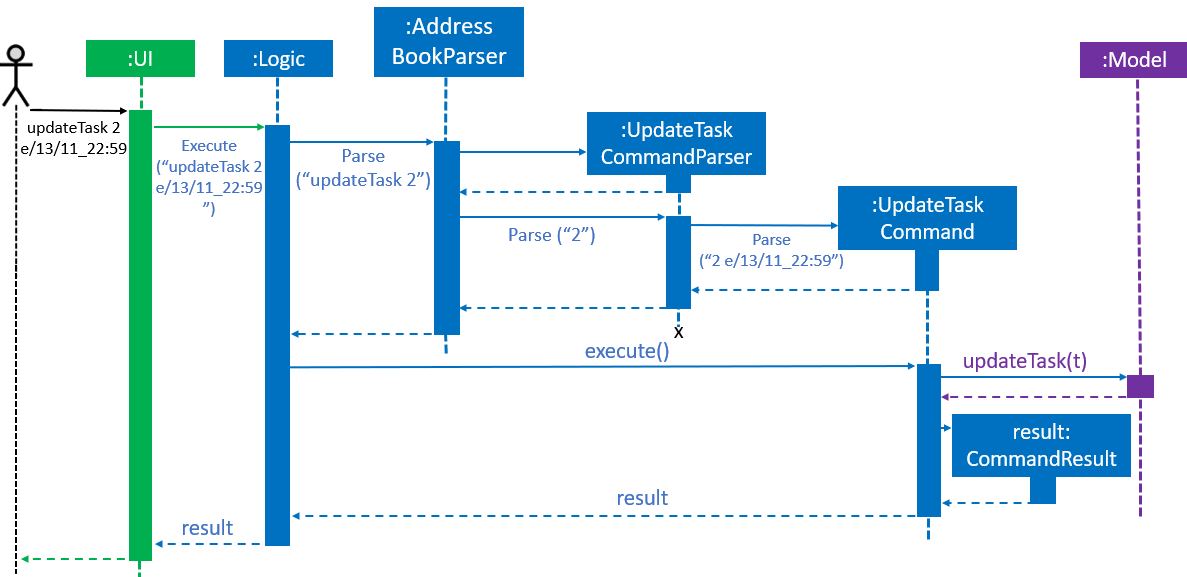 :Address
BookParser
:UI
:Logic
:Model
updateTask 2
e/13/11_22:59
Execute
(“updateTask 2
e/13/11_22:59
”)
Parse
(“updateTask 2”)
:UpdateTask
CommandParser
:UpdateTask
Command
Parse (“2”)
Parse
(“2 e/13/11_22:59”)
x
execute()
updateTask(t)
result:
CommandResult
result
result